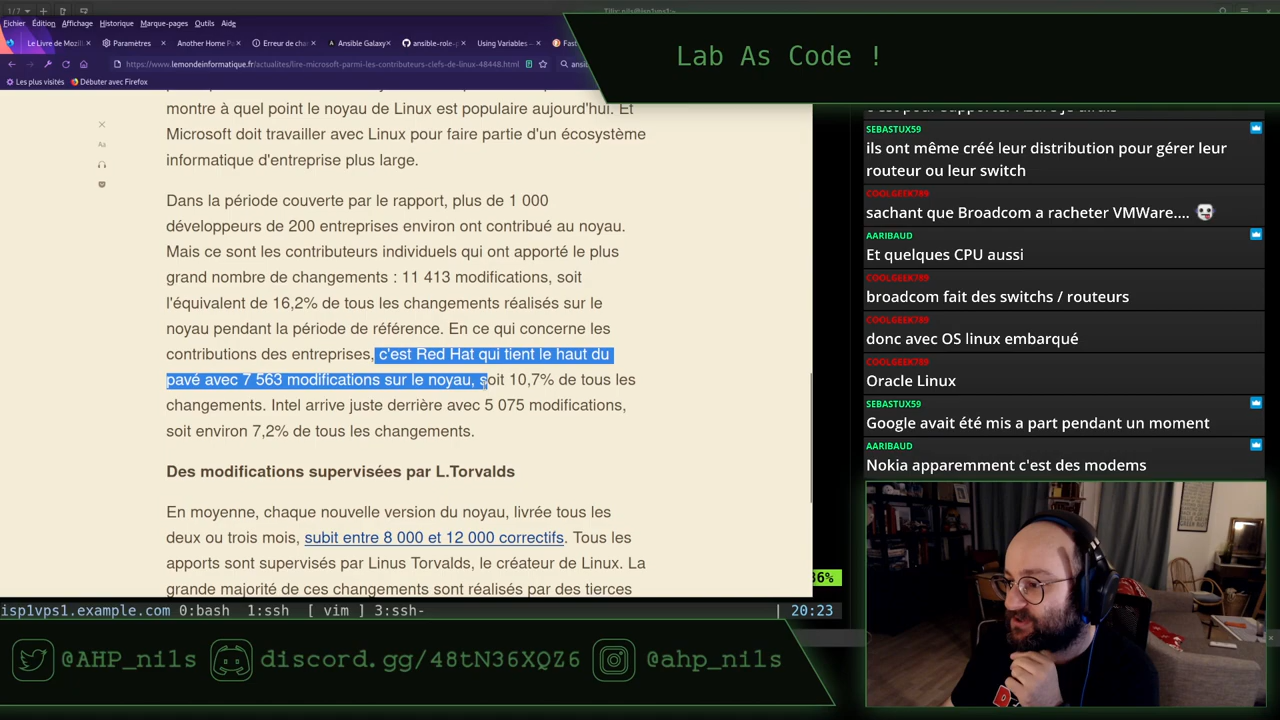 1/7
Tilix: nils@isp1vps1:~
Fichier Édition Affichage Historique Marque-pages Outils Aide
Le Livre de Mozil
Paramètres
Another Home P
Erreur de cha
Ansible Galaxy
ansible-role-p
Using Variables -
Fast
https://www.lemondeinformatique.fr/actualites/lire-microsoft-parmi-les-contributeurs-clefs-de-linux-48448.html
Les plus visités Débuter avec Firefox
Lab As Code !
montre à quel point le noyau de Linux est populaire aujourd'hui. Et
Microsoft doit travailler avec Linux pour faire partie d'un écosystème
informatique d'entreprise plus large.
Dans la période couverte par le rapport, plus de 1 000
développeurs de 200 entreprises environ ont contribué au noyau.
Mais ce sont les contributeurs individuels qui ont apporté le plus
grand nombre de changements : 11 413 modifications, soit
l'équivalent de 16,2% de tous les changements réalisés sur le
noyau pendant la période de référence. En ce qui concerne les
contributions des entreprises, c'est Red Hat qui tient le haut du
pavé avec 7 563 modifications sur le noyau, soit 10,7% de tous les
changements. Intel arrive juste derrière avec 5 075 modifications,
soit environ 7,2% de tous les changements.
Des modifications supervisées par L.Torvalds
En moyenne, chaque nouvelle version du noyau, livrée tous les
deux ou trois mois, subit entre 8 000 et 12 000 correctifs. Tous les
apports sont supervisés par Linus Torvalds, le créateur de Linux. La
grande majorité de ces changements sont réalisés par des tierces
SEBASTUX59
ils ont même créé leur distribution pour gérer leur
routeur ou leur switch
COOLGEEK789
sachant que Broadcom a racheter VMWare....
AARIBAUD
Et quelques CPU aussi
COOLGEEK789
broadcom fait des switchs / routeurs
COOLGEEK789
donc avec OS linux embarqué
COOLGEEK789
Oracle Linux
SEBASTUX59
Google avait été mis a part pendant un moment
AARIBAUD
Nokia apparemment c'est des modems
36%
isp1vps1.example.com 0:bash 1:ssh [ vim ] 3:ssh- | 20:23
@AHP_nils discord.gg/48tN36XQZ6 @ahp_nils